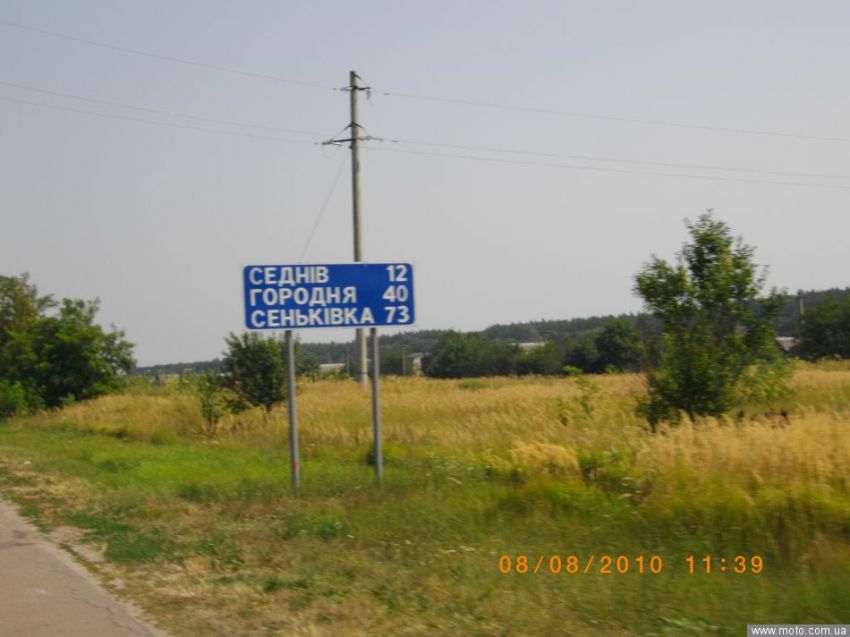 СЕДНІВ 12
ГОРОДНЯ 40
СЕНЬКІВКА 73
08/08/2010 11:39
www.moto.com.ua